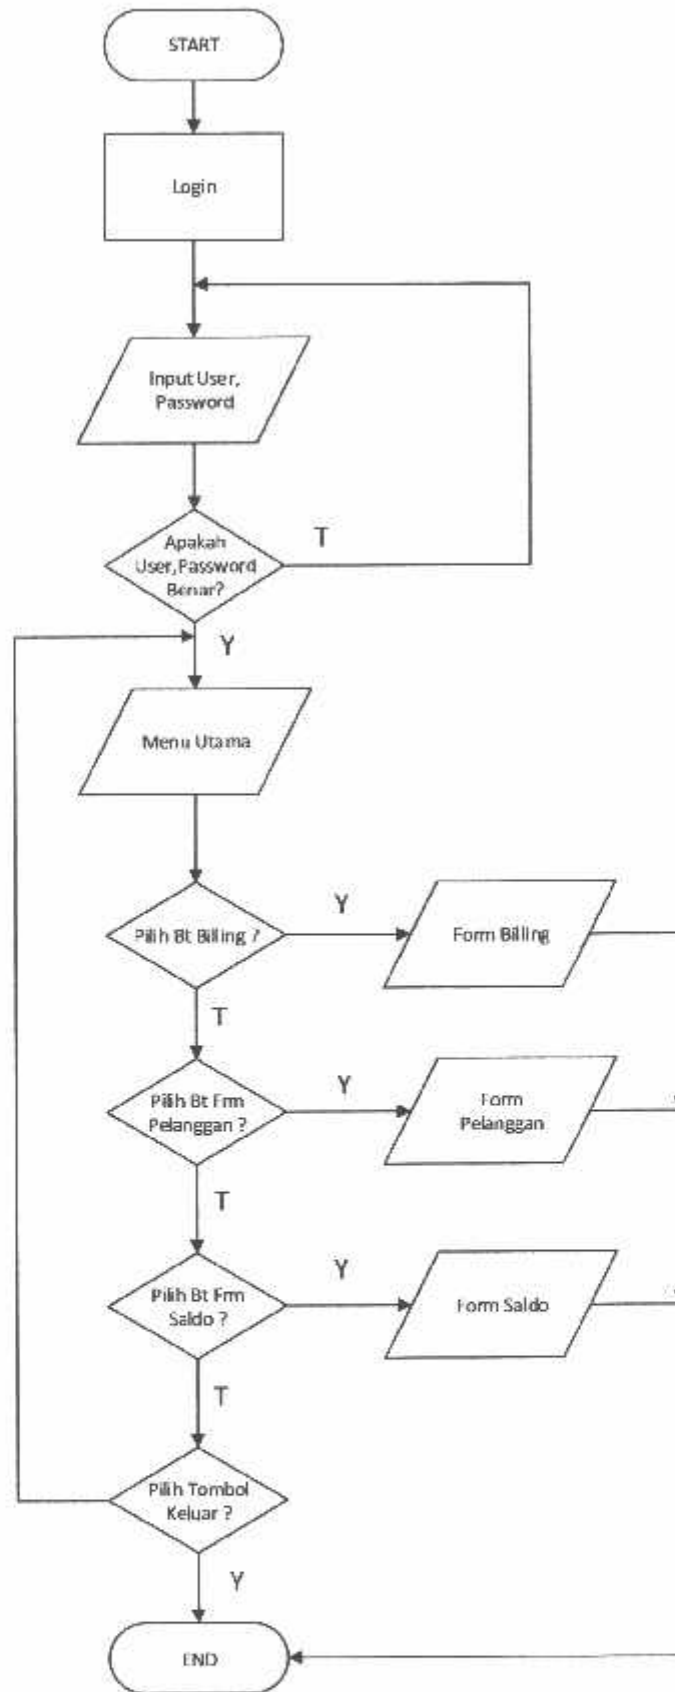 START
Login
Input User,
Password
Apakah
User,Password
Benar?
T
Y
Menu Utama
Pilih Bt Billing ?
Y
Form Billing
T
Pilih Bt Frm
Pelanggan ?
Y
Form
Pelanggan
T
Pilih Bt Frm
Saldo ?
Y
Form Saldo
T
Pilih Tombol
Keluar ?
Y
END